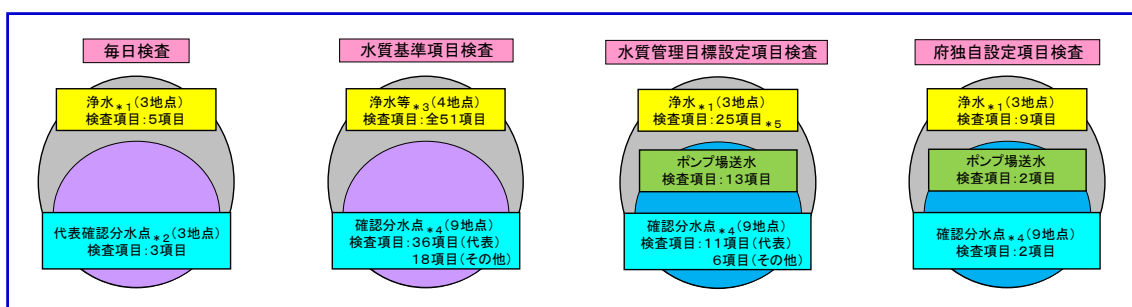 毎日検査
浄水*1(3地点)
検査項目:5項目
代表確認分水点*2(3地点)
検査項目:3項目
水質基準項目検査
浄水等*3(4地点)
検査項目:全51項目
確認分水点*4(9地点)
検査項目:36項目(代表)
18項目(その他)
水質管理目標設定項目検査
浄水*1(3地点)
検査項目:25項目*5
ポンプ場送水
検査項目:13項目
確認分水点*4(9地点)
検査項目:11項目(代表)
6項目(その他)
府独自設定項目検査
浄水*1(3地点)
検査項目:9項目
ポンプ場送水
検査項目:2項目
確認分水点*4(9地点)
検査項目:2項目